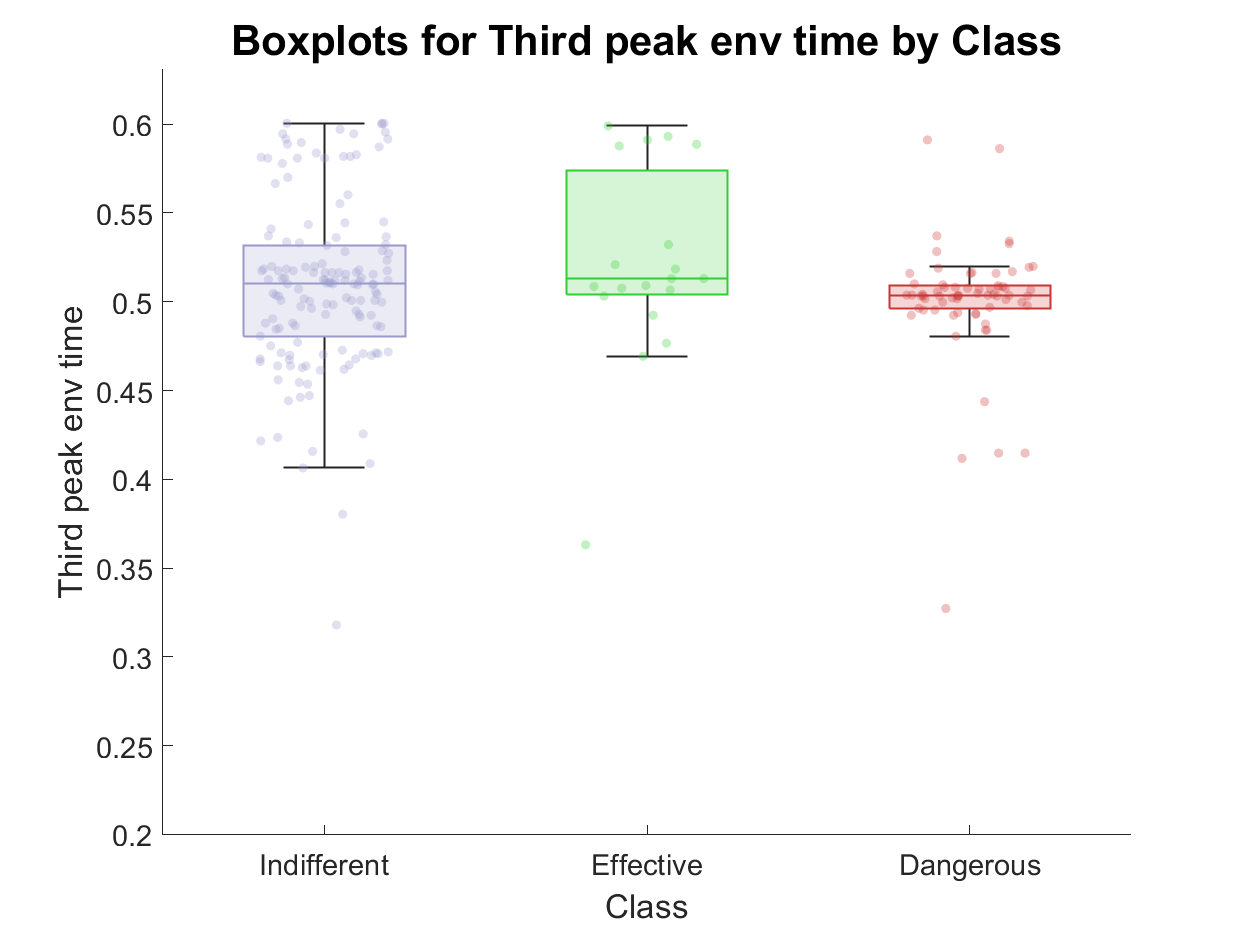 Boxplots for Third peak env time by Class
Third peak env time
0.6
0.55
0.5
0.45
0.4
0.35
0.3
0.25
0.2
Indifferent
Effective
Dangerous
Class